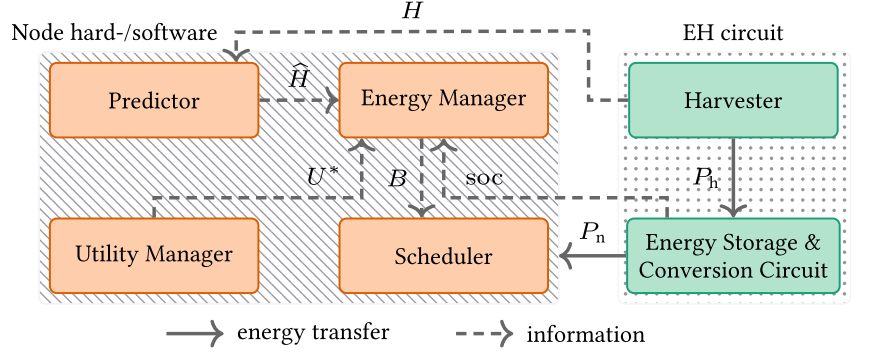 H
Node hard-/software
EH circuit
Predictor
Ĥ
Energy Manager
Harvester
U*
B
soc
Ph
Utility Manager
Scheduler
Pn
Energy Storage &
Conversion Circuit
energy transfer
information